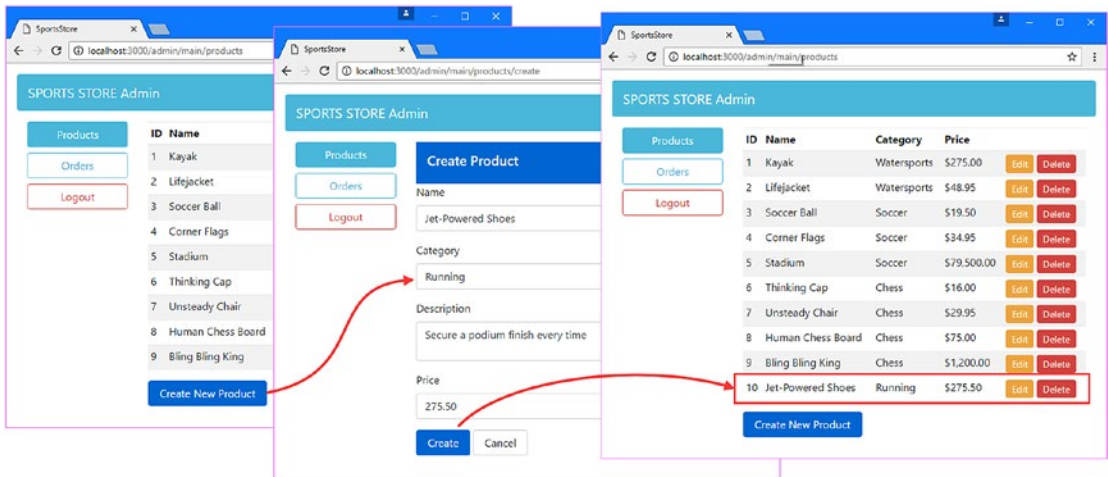 SportsStore
localhost:3000/admin/main/products
SPORTS STORE Admin
Products
Orders
Logout
ID Name
1 Kayak
2 Lifejacket
3 Soccer Ball
4 Corner Flags
5 Stadium
6 Thinking Cap
7 Unsteady Chair
8 Human Chess Board
9 Bling Bling King
Create New Product
SportsStore
localhost:3000/admin/main/products/create
SPORTS STORE Admin
Products
Orders
Logout
Create Product
Name
Jet-Powered Shoes
Category
Running
Description
Secure a podium finish every time
Price
275.50
Create Cancel
SportsStore
localhost:3000/admin/main/products
SPORTS STORE Admin
Products
Orders
Logout
ID Name Category Price
1 Kayak Watersports $275.00 Edit Delete
2 Lifejacket Watersports $48.95 Edit Delete
3 Soccer Ball Soccer $19.50 Edit Delete
4 Corner Flags Soccer $34.95 Edit Delete
5 Stadium Soccer $79,500.00 Edit Delete
6 Thinking Cap Chess $16.00 Edit Delete
7 Unsteady Chair Chess $29.95 Edit Delete
8 Human Chess Board Chess $75.00 Edit Delete
9 Bling Bling King Chess $1,200.00 Edit Delete
10 Jet-Powered Shoes Running $275.50 Edit Delete
Create New Product